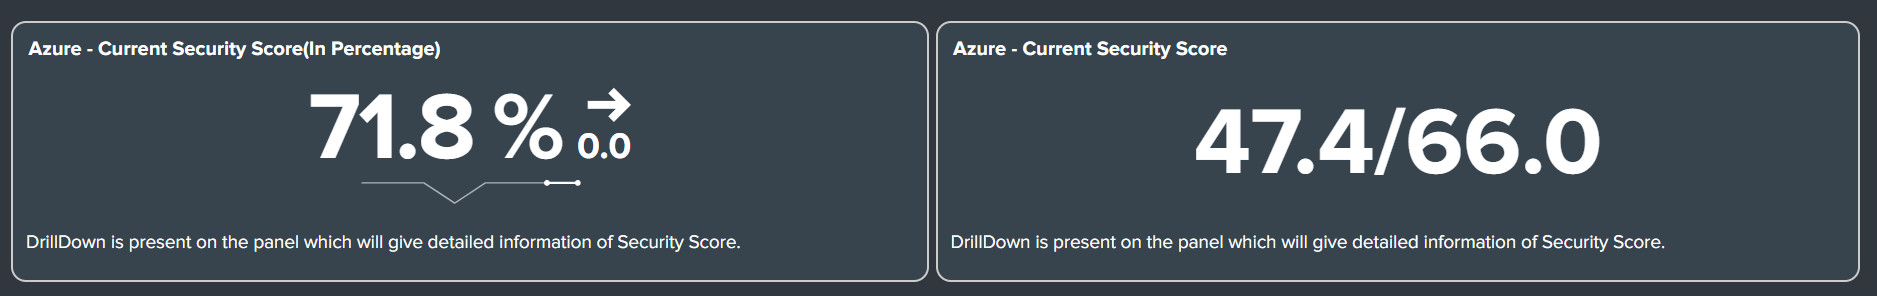 Azure - Current Security Score(In Percentage)
71.8 %
0.0
DrillDown is present on the panel which will give detailed information of Security Score.
Azure - Current Security Score
47.4/66.0
DrillDown is present on the panel which will give detailed information of Security Score.